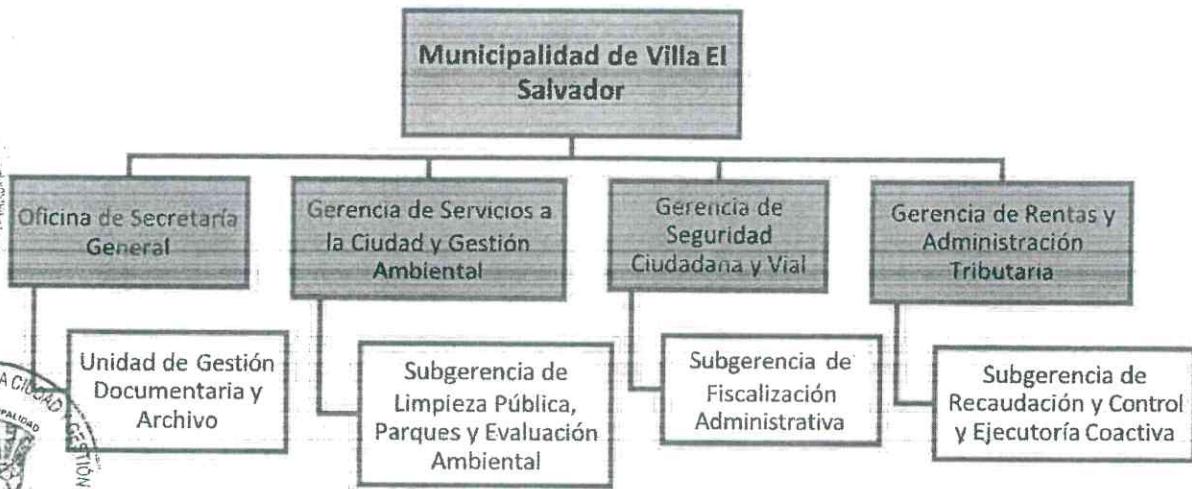 Municipalidad de Villa El
Salvador
Oficina de Secretaría
General
Gerencia de Servicios a
la Ciudad y Gestión
Ambiental
Gerencia de
Seguridad
Ciudadana y Vial
Gerencia de Rentas y
Administración
Tributaria
Unidad de Gestión
Documentaria y
Archivo
Subgerencia de
Limpieza Pública,
Parques y Evaluación
Ambiental
Subgerencia de
Fiscalización
Administrativa
Subgerencia de
Recaudación y Control
y Ejecutoría Coactiva
A CIUDAD Y GESTIÓN